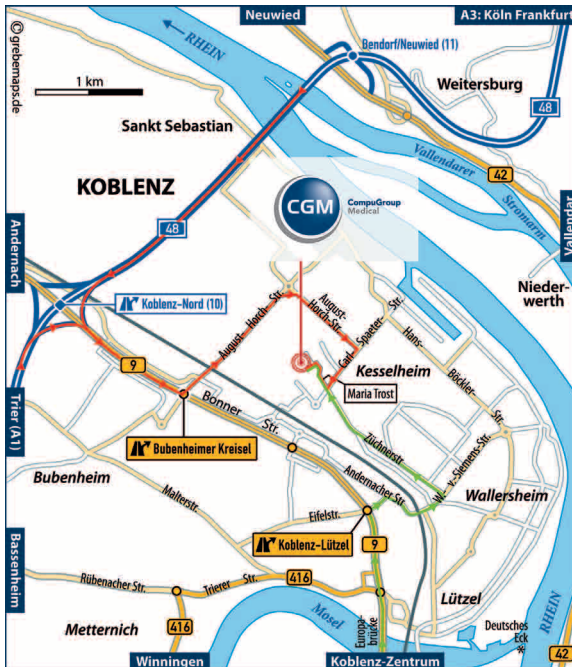 ©grebemaps.de
Neuwied
A3: Köln Frankfurt
RHEIN
Bendorf/Neuwied (11)
Weitersburg
1 km
48
Sankt Sebastian
Vallendarer
Stromarm
42
Vallendar
KOBLENZ
CGM
CompuGroup
Medical
Andernach
48
Nieder-
werth
RHEIN
Koblenz-Nord (10)
August-
Horch-Str.
August-
Horch-Str.
Carl-
Spaeter-
Str.
Hans-
Böckler-
Str.
9
Kesselheim
Maria Trost
Trier (A1)
Bonner
Str.
Bubenheimer Kreisel
Züchnerstr
W.-
v.-Siemens-Str.
Bubenheim
Andernacher Str
Wallersheim
Malterstr.
Eifelstr.
Koblenz-Lützel
9
Bassenheim
Rübenacher Str.
Trierer
Str.
416
Lützel
416
Mosel
Metternich
Europa-
brücke
Deutsches
Eck
*
RHEIN
42
Winningen
Koblenz-Zentrum